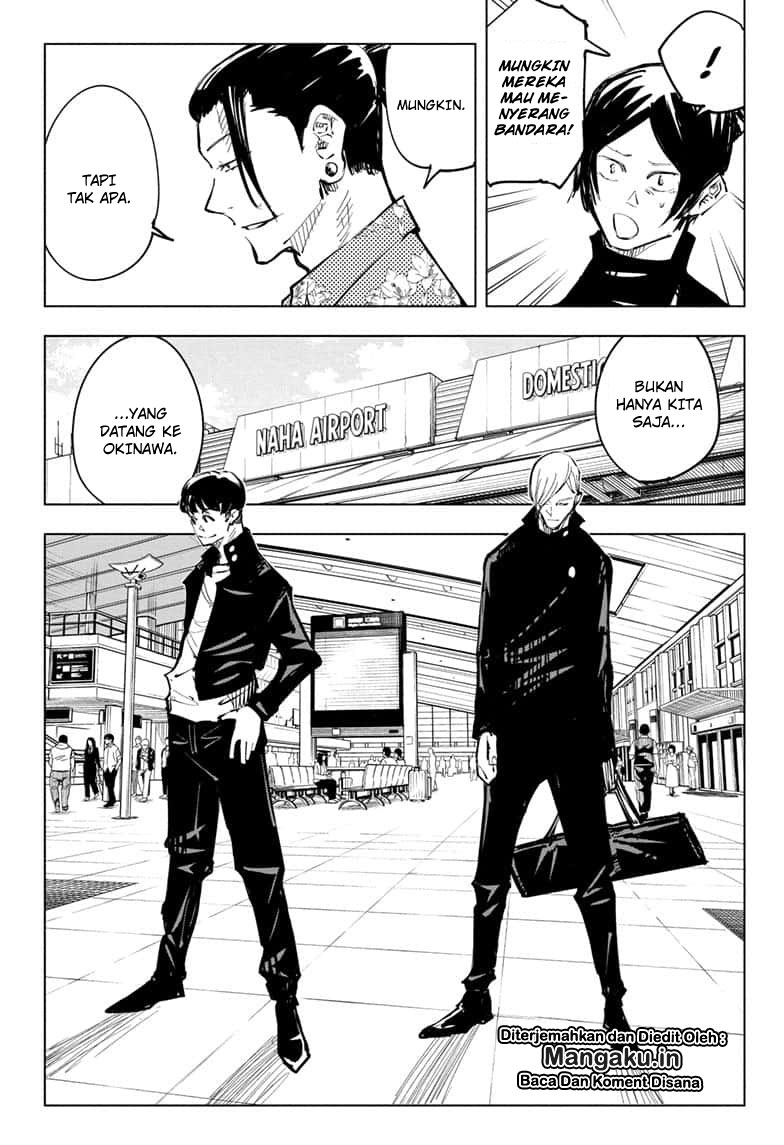 !
MUNGKIN
MEREKA
MAU ME-
NYERANG
BANDARA!
MUNGKIN.
TAPI
TAK APA.
BUKAN
HANYA KITA
SAJA...
...YANG
DATANG KE
OKINAWA.
NAHA AIRPORT
DOMESTIC
Diterjemahkan dan Diedit Oleh:
Mangaku.in
Baca Dan Koment Disana